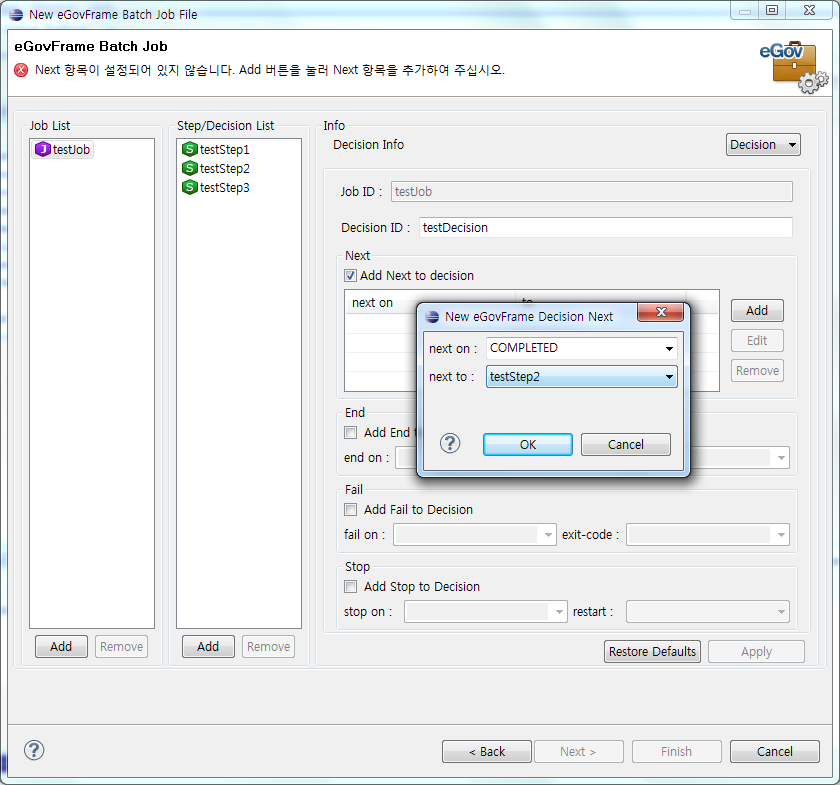 New eGovFrame Batch Job File
eGovFrame Batch Job
Next 항목이 설정되어 있지 않습니다. Add 버튼을 눌러 Next 항목을 추가하여 주십시오.
eGov
Job List
testJob
Add Remove
Step/Decision List
testStep1
testStep2
testStep3
Add Remove
Info
Decision Info
Decision
Job ID : testJob
Decision ID : testDecision
Next
Add Next to decision
next on to
Add
Edit
Remove
New eGovFrame Decision Next
next on : COMPLETED
next to : testStep2
? OK Cancel
End
Add End
end on :
Fail
Add Fail to Decision
fail on : exit-code :
Stop
Add Stop to Decision
stop on : restart :
Restore Defaults Apply
? < Back Next > Finish Cancel